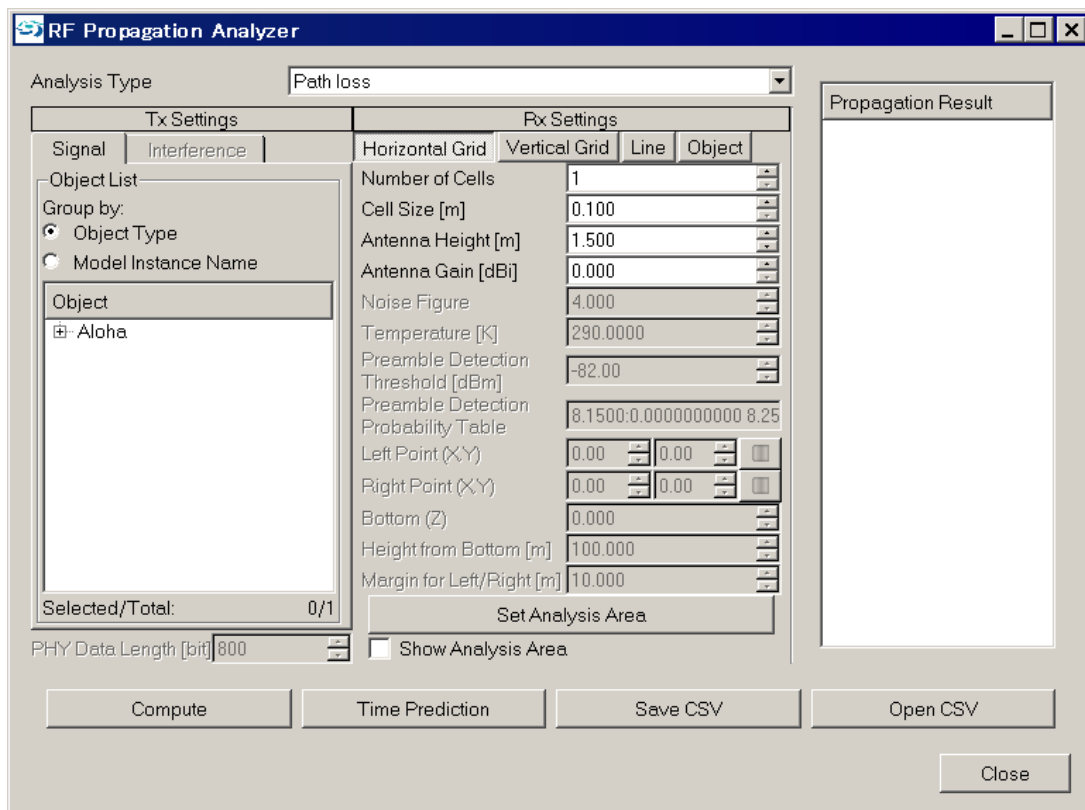 RF Propagation Analyzer
Analysis Type
Path loss
Tx Settings
Signal
Interference
Object List
Group by:
Object Type
Model Instance Name
Object
Aloha
Selected/Total: 0/1
PHY Data Length [bit] 800
Rx Settings
Horizontal Grid
Vertical Grid
Line
Object
Number of Cells 1
Cell Size [m] 0.100
Antenna Height [m] 1.500
Antenna Gain [dBi] 0.000
Noise Figure 4.000
Temperature [K] 290.0000
Preamble Detection
Threshold [dBm] -82.00
Preamble Detection
Probability Table 8.1500:0.0000000000 8.25
Left Point (X,Y) 0.00 0.00
Right Point (X,Y) 0.00 0.00
Bottom (Z) 0.000
Height from Bottom [m] 100.000
Margin for Left/Right [m] 10.000
Set Analysis Area
Show Analysis Area
Propagation Result
Compute
Time Prediction
Save CSV
Open CSV
Close